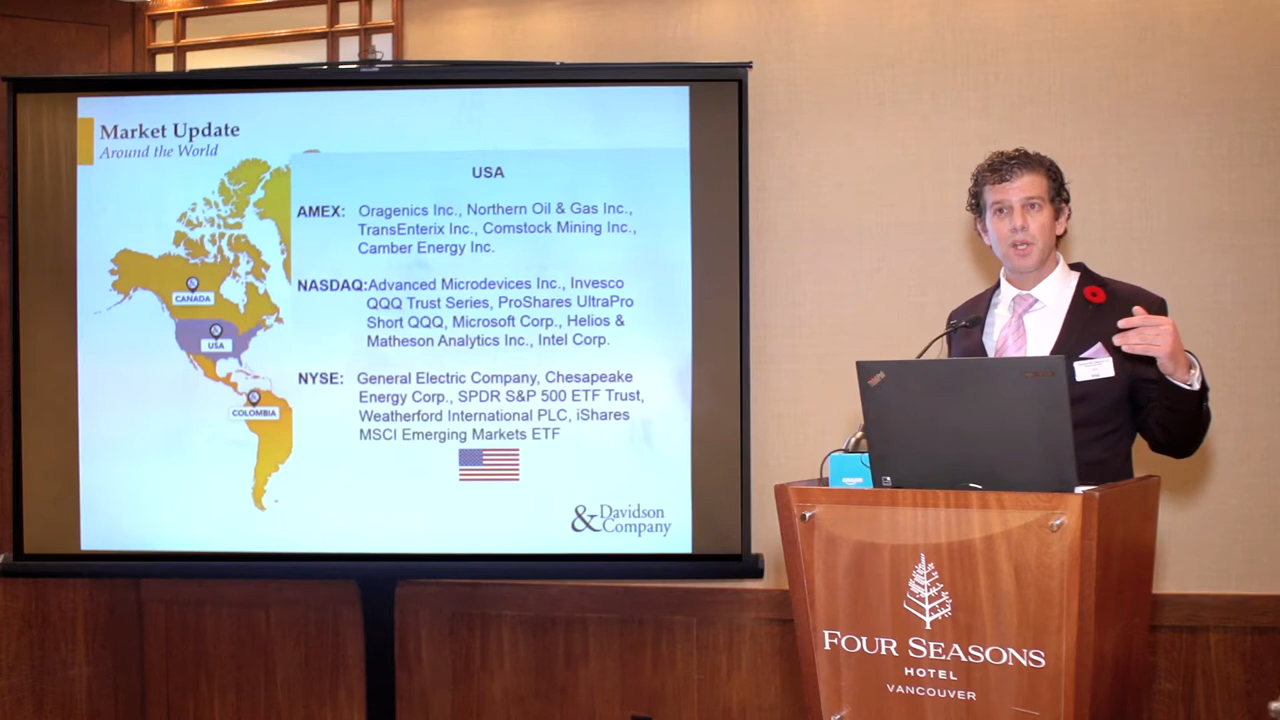 Market Update
Around the World
USA
AMEX: Oragenics Inc., Northern Oil & Gas Inc.,
TransEnterix Inc., Comstock Mining Inc.,
Camber Energy Inc.
NASDAQ:Advanced Microdevices Inc., Invesco
QQQ Trust Series, ProShares UltraPro
Short QQQ, Microsoft Corp., Helios &
Matheson Analytics Inc., Intel Corp.
NYSE: General Electric Company, Chesapeake
Energy Corp., SPDR S&P 500 ETF Trust,
Weatherford International PLC, iShares
MSCI Emerging Markets ETF
CANADA
USA
COLOMBIA
& Davidson
Company
ThinkPad
FOUR SEASONS
HOTEL
VANCOUVER